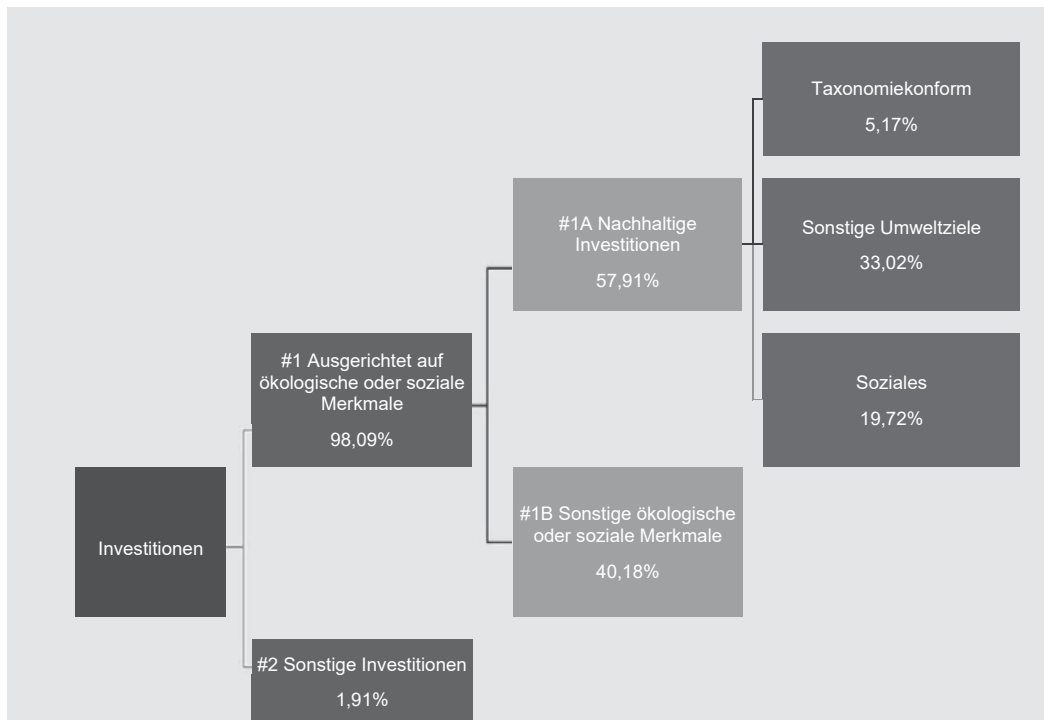 Taxonomiekonform
5,17%
#1A Nachhaltige
Investitionen
57,91%
Sonstige Umweltziele
33,02%
#1 Ausgerichtet auf
ökologische oder soziale
Merkmale
98,09%
Soziales
19,72%
Investitionen
#1B Sonstige ökologische
oder soziale Merkmale
40,18%
#2 Sonstige Investitionen
1,91%